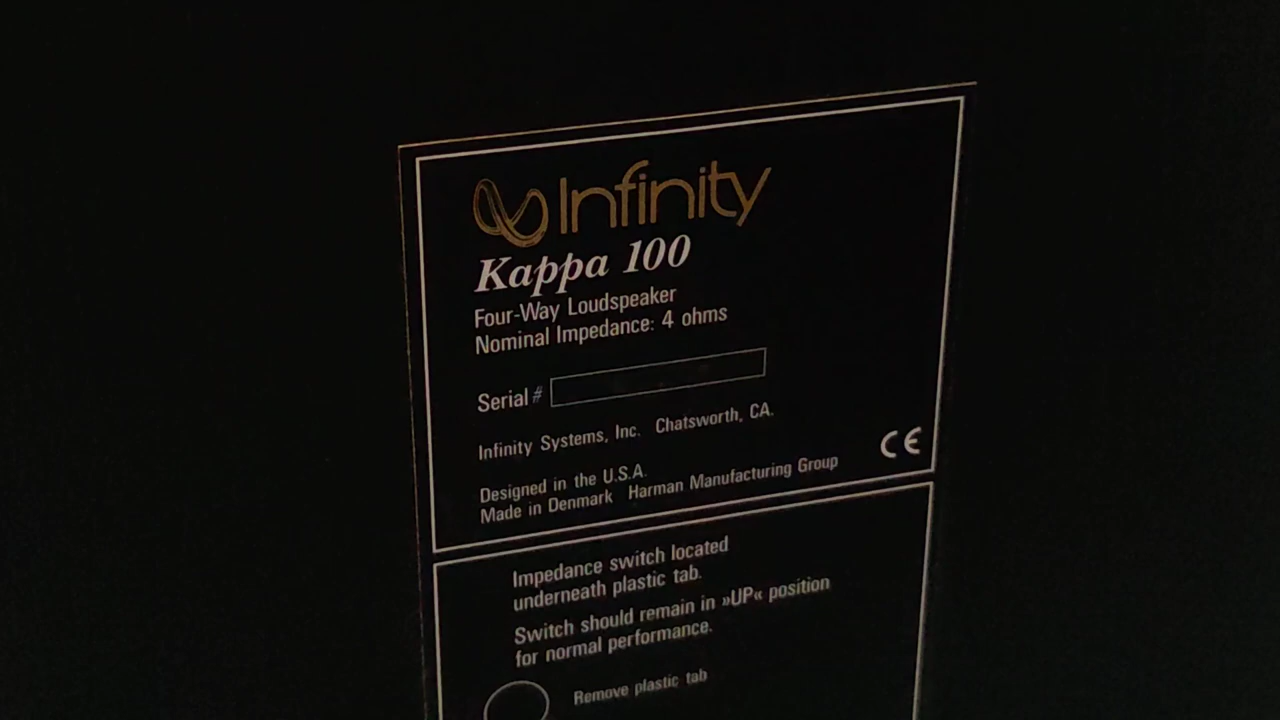 Infinity
Kappa 100
Four-Way Loudspeaker
Nominal Impedance: 4 ohms
Serial #
Infinity Systems, Inc. Chatsworth, CA.
Designed in the U.S.A.
Made in Denmark Harman Manufacturing Group
CE
Impedance switch located
underneath plastic tab.
Switch should remain in »UP« position
for normal performance.
Remove plastic tab